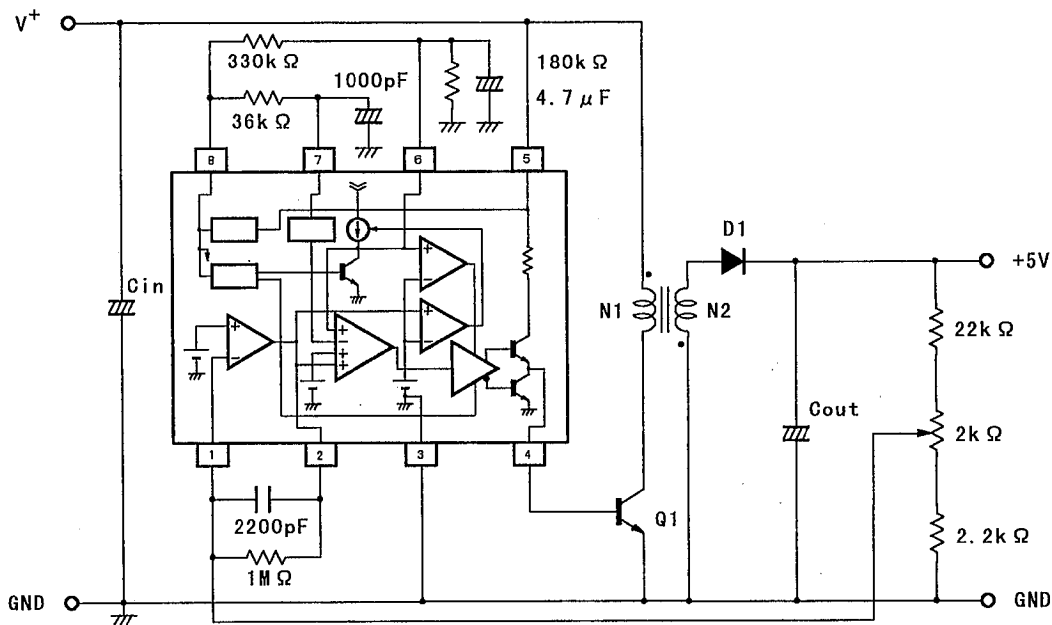 V+
330kΩ
1000pF
180kΩ
4.7μF
36kΩ
8
7
6
5
Cin
D1
+5V
N1
N2
22kΩ
Cout
2kΩ
1
2
3
4
2200pF
Q1
2.2kΩ
1MΩ
GND
GND